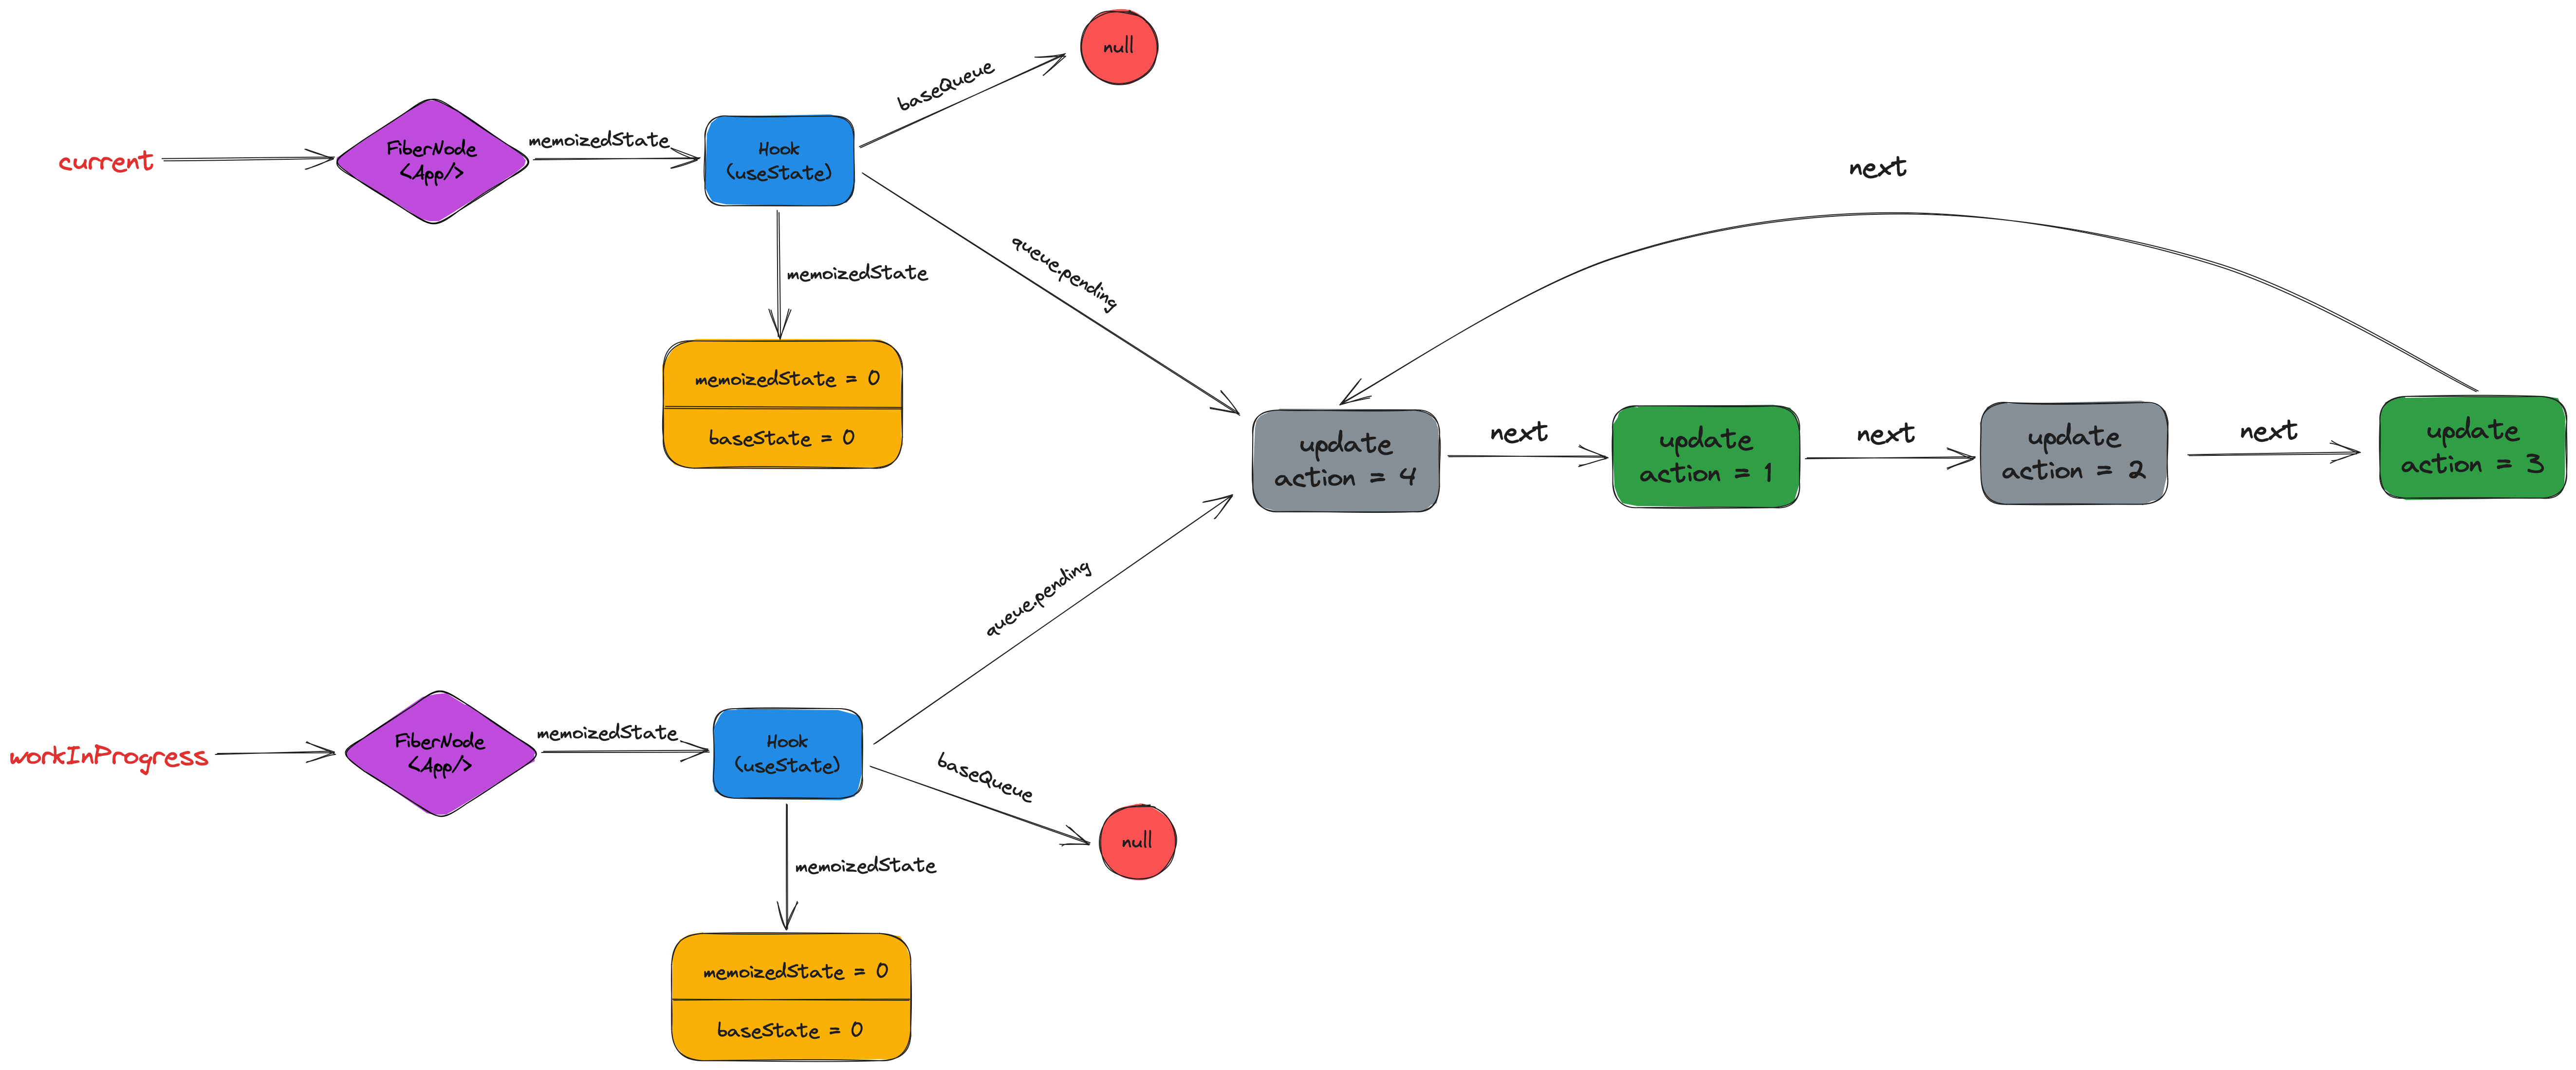 null
baseQueue
current
FiberNode
<App/>
memoizedState
Hook
(useState)
next
queue.pending
memoizedState
memoizedState = 0
baseState = 0
update
action = 4
next
update
action = 1
next
update
action = 2
next
update
action = 3
queue.pending
workInProgress
FiberNode
<App/>
memoizedState
Hook
(useState)
baseQueue
null
memoizedState
memoizedState = 0
baseState = 0